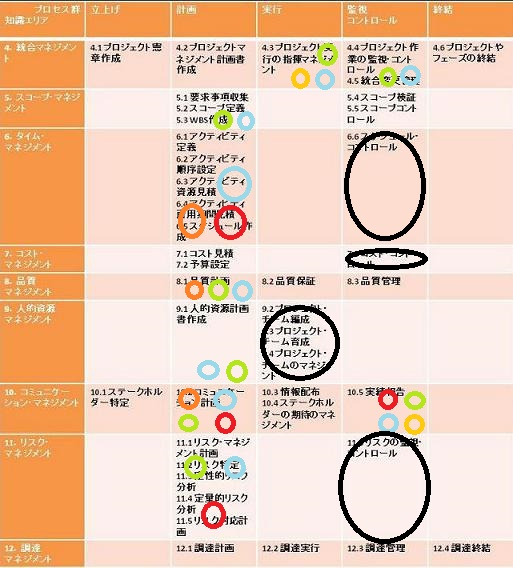 プロセス群
知識エリア
立上げ
計画
実行
監視
コントロール
終結
4. 統合マネジメント
4.1プロジェクト憲
章作成
4.2プロジェクトマ
ネジメント計画書
作成
4.3プロジェクト実
行の指揮マネジメ
ント
4.4プロジェクト作
業の監視・コント
ロール
4.5 統合変更管理
4.6プロジェクトや
フェーズの終結
5. スコープ・マネジ
メント
5.1 要求事項収集
5.2 スコープ定義
5.3 WBS作成
5.4スコープ検証
5.5 スコープコント
ロール
6. タイム・
マネジメント
6.1アクティビティ
定義
6.2アクティビティ
順序設定
6.3アクティビティ
資源見積
6.4アクティビティ
所用期間見積
6.5スケジュール作
成
6.6スケジュール・
コントロール
7. コスト・
マネジメント
7.1コスト見積
7.2 予算設定
8. 品質
マネジメント
8.1 品質計画
8.2 品質保証
8.3 品質管理
9. 人的資源
マネジメント
9.1 人的資源計画
書作成
9.2プロジェクト・
チーム編成
プロジェクト・
チーム育成
プロジェクト・
チームのマネジメ
ント
10. コミュニケー
ション・マネジメント
10.1ステークホル
ダー特定
10.3 情報配布
10.4ステークホル
ダーの期待のマネ
ジメント
10.5 実績報告
11. リスク・
マネジメント
11.1リスク・マネジ
メント計画
11.2リスク特定
11.3定性的リスク
分析
11.4 定量的リスク
分析
11.5リスク対応計
画
リスクの監視・
コントロール
12. 調達
マネジメント
12.1 調達計画
12.2 調達実行
12.3 調達管理
12.4 調達終結